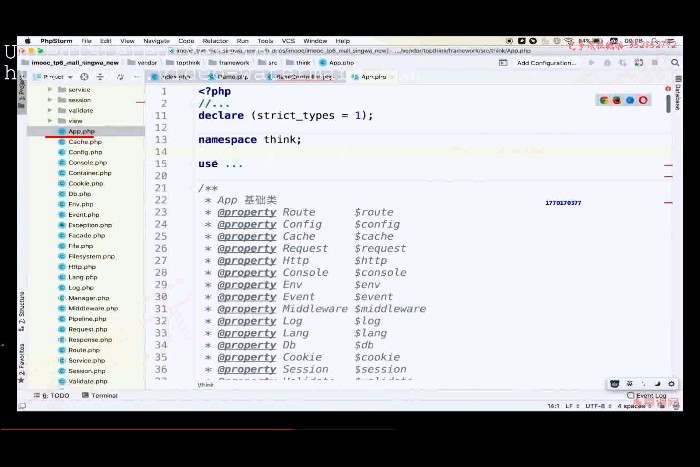 PhpStorm File Edit View Navigate Code Refactor Run Tools VCS Window Help
imooc_tp6_mall_singwa_new vendor topthink framework src think App.php
Add Configuration...
App.php
service
session
validate
view
App.php
Cache.php
Config.php
Console.php
Container.php
Cookie.php
Db.php
Env.php
Event.php
Exception.php
Facade.php
File.php
Filesystem.php
Http.php
Lang.php
Log.php
Manager.php
Middleware.php
Pipeline.php
Request.php
Response.php
Route.php
Service.php
Session.php
Validate.php
1 <?php
2 //...
11 declare (strict_types = 1);
12
13 namespace think;
14
15 use ...
20
21 /**
22 * App 基础类
23 * @property Route $route
24 * @property Config $config
25 * @property Cache $cache
26 * @property Request $request
27 * @property Http $http
28 * @property Console $console
29 * @property Env $env
30 * @property Event $event
31 * @property Middleware $middleware
32 * @property Log $log
33 * @property Lang $lang
34 * @property Db $db
35 * @property Cookie $cookie
36 * @property Session $session
1770170377
Database
Z: Structure
2: Favorites
\think
6: TODO Terminal
Event Log
14:1 LF UTF-8 4 spaces